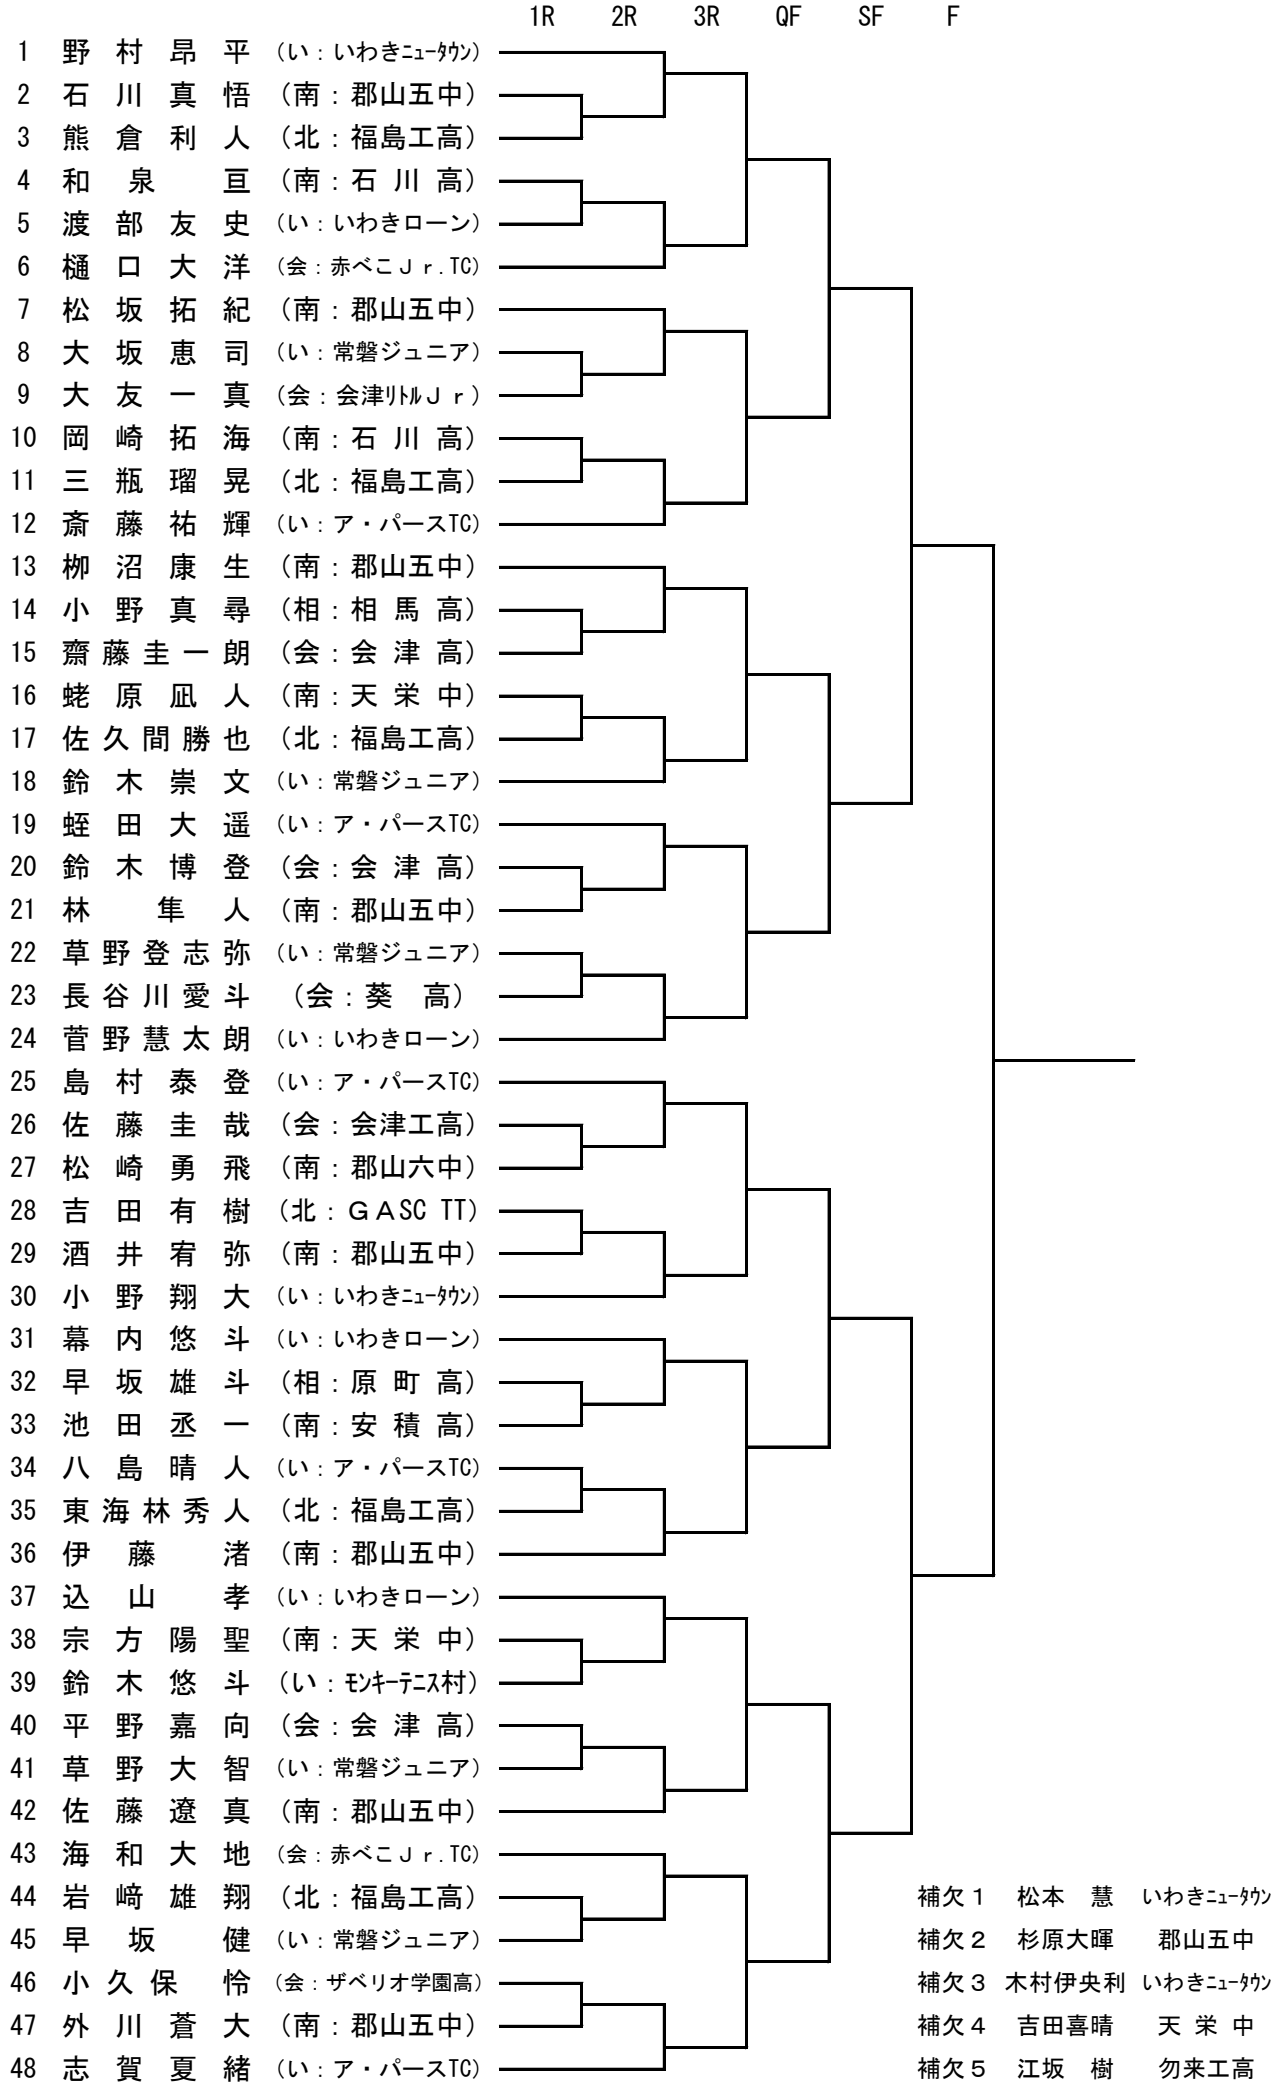 1R 2R 3R QF SF F
1 野村昂平 (い：いわきﾆｭｰﾀｳﾝ)
2 石川真悟 (南：郡山五中)
3 熊倉利人 (北：福島工高)
4 和泉亘 (南：石川高)
5 渡部友史 (い：いわきローン)
6 樋口大洋 (会：赤べこＪｒ.TC)
7 松坂拓紀 (南：郡山五中)
8 大坂恵司 (い：常磐ジュニア)
9 大友一真 (会：会津ﾘﾄﾙＪｒ)
10 岡崎拓海 (南：石川高)
11 三瓶瑠晃 (北：福島工高)
12 斎藤祐輝 (い：ア・パースTC)
13 栁沼康生 (南：郡山五中)
14 小野真尋 (相：相馬高)
15 齋藤圭一朗 (会：会津高)
16 蛯原凪人 (南：天栄中)
17 佐久間勝也 (北：福島工高)
18 鈴木崇文 (い：常磐ジュニア)
19 蛭田大遥 (い：ア・パースTC)
20 鈴木博登 (会：会津高)
21 林隼人 (南：郡山五中)
22 草野登志弥 (い：常磐ジュニア)
23 長谷川愛斗 (会：葵高)
24 菅野慧太朗 (い：いわきローン)
25 島村泰登 (い：ア・パースTC)
26 佐藤圭哉 (会：会津工高)
27 松崎勇飛 (南：郡山六中)
28 吉田有樹 (北：ＧＡSC TT)
29 酒井宥弥 (南：郡山五中)
30 小野翔大 (い：いわきﾆｭｰﾀｳﾝ)
31 幕内悠斗 (い：いわきローン)
32 早坂雄斗 (相：原町高)
33 池田丞一 (南：安積高)
34 八島晴人 (い：ア・パースTC)
35 東海林秀人 (北：福島工高)
36 伊藤渚 (南：郡山五中)
37 込山孝 (い：いわきローン)
38 宗方陽聖 (南：天栄中)
39 鈴木悠斗 (い：ﾓﾝｷｰﾃﾆｽ村)
40 平野嘉向 (会：会津高)
41 草野大智 (い：常磐ジュニア)
42 佐藤遼真 (南：郡山五中)
43 海和大地 (会：赤べこＪｒ.TC)
44 岩﨑雄翔 (北：福島工高)
45 早坂健 (い：常磐ジュニア)
46 小久保怜 (会：ザベリオ学園高)
47 外川蒼大 (南：郡山五中)
48 志賀夏緒 (い：ア・パースTC)
補欠１ 松本慧 いわきﾆｭｰﾀｳﾝ
補欠２ 杉原大暉 郡山五中
補欠３ 木村伊央利 いわきﾆｭｰﾀｳﾝ
補欠４ 吉田喜晴 天栄中
補欠５ 江坂樹 勿来工高